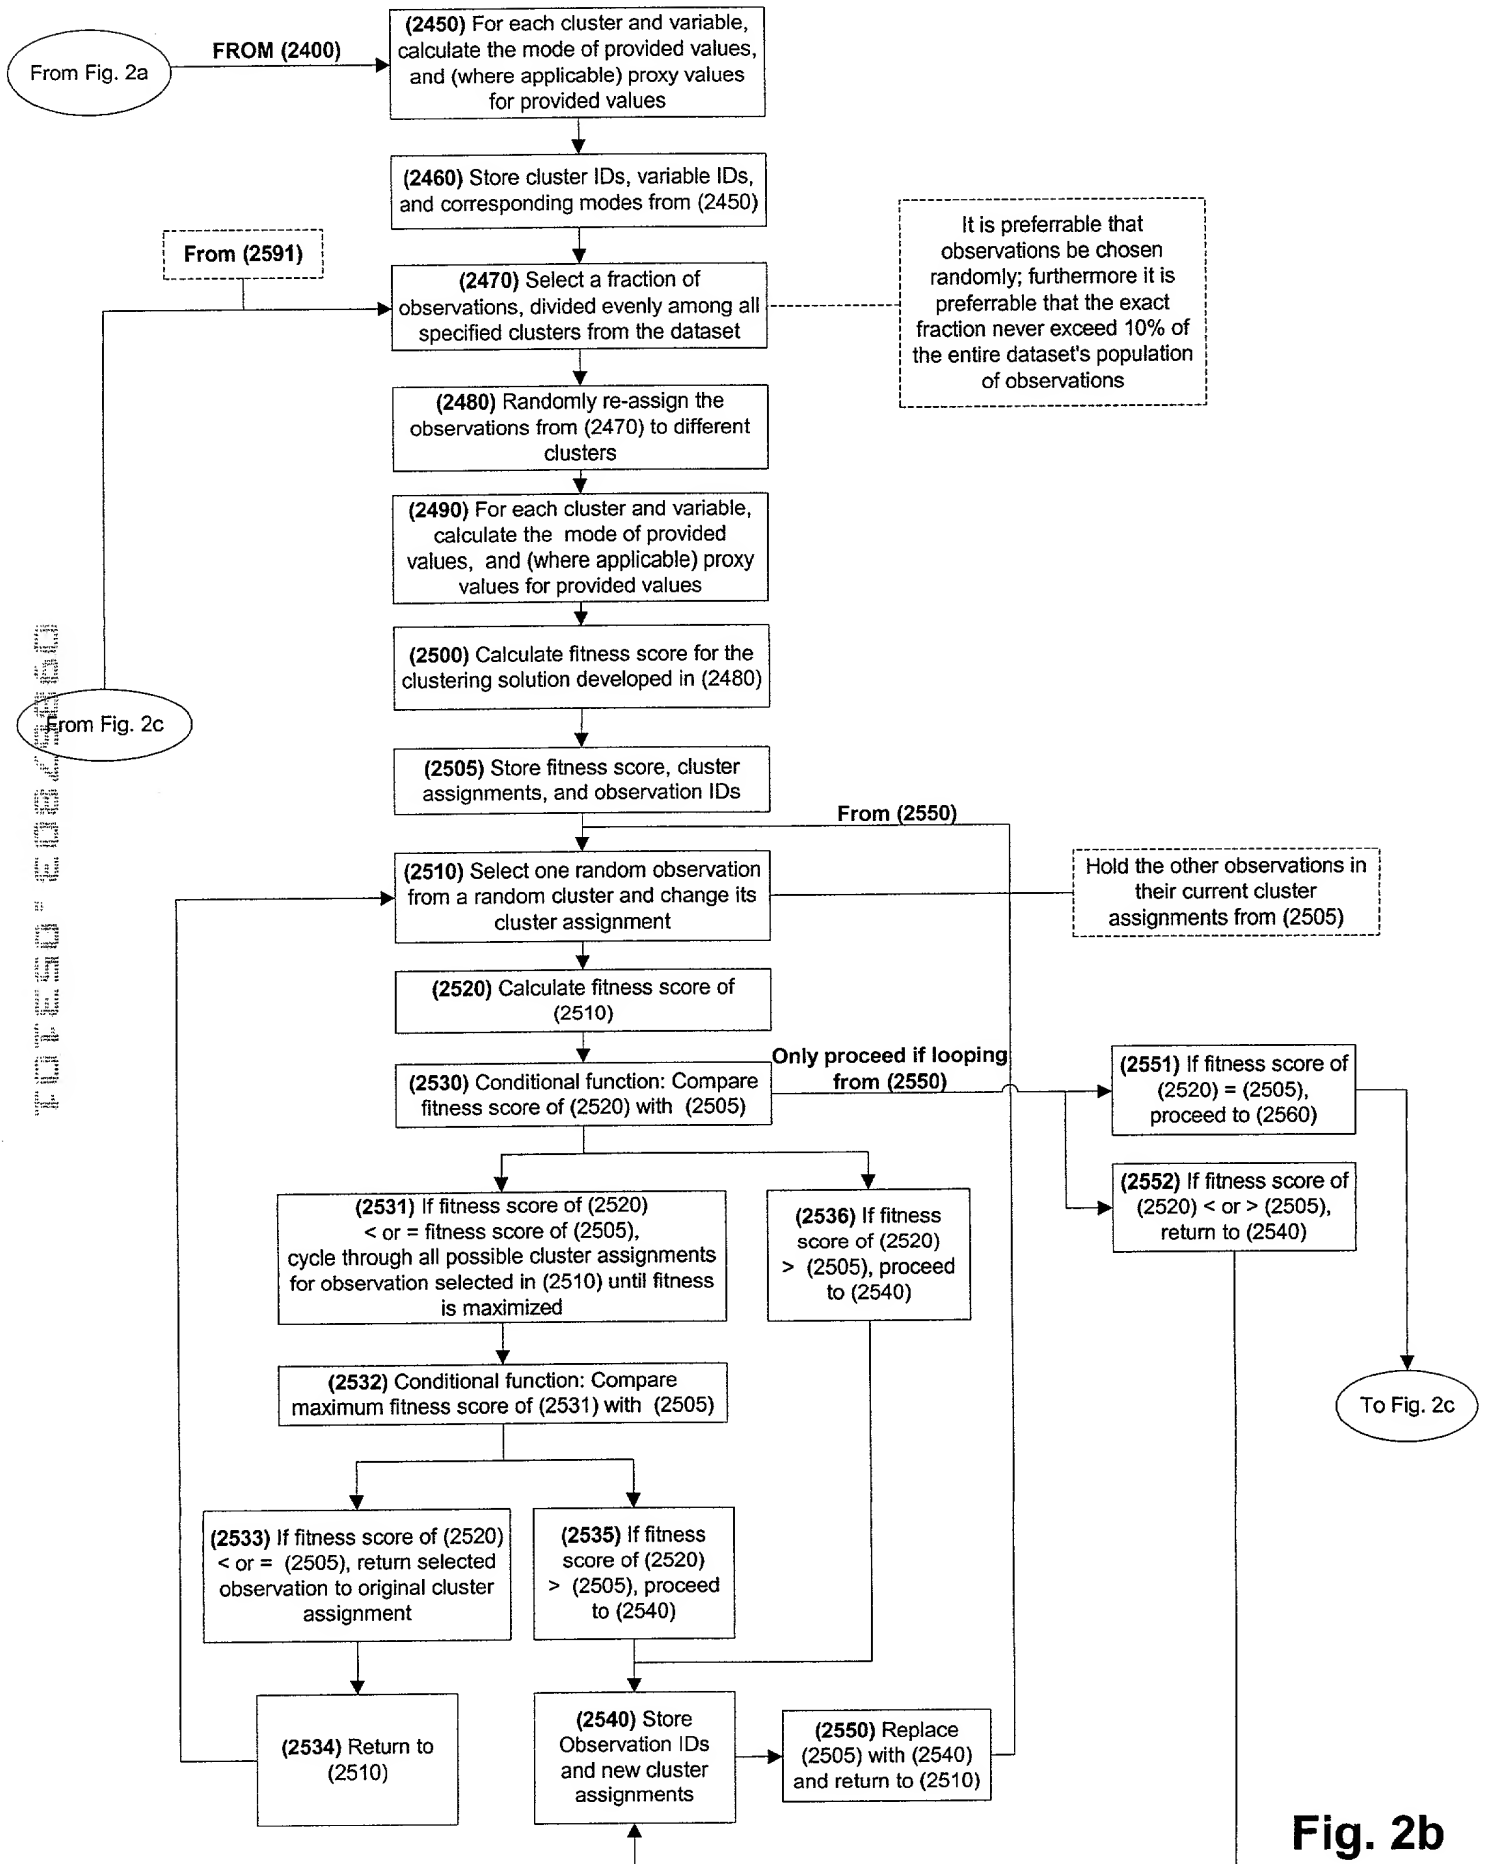 (2450) For each cluster and variable,
calculate the mode of provided values,
and (where applicable) proxy values
for provided values
From Fig. 2a
FROM (2400)
(2460) Store cluster IDs, variable IDs,
and corresponding modes from (2450)
From (2591)
(2470) Select a fraction of
observations, divided evenly among all
specified clusters from the dataset
It is preferrable that
observations be chosen
randomly; furthermore it is
preferrable that the exact
fraction never exceed 10% of
the entire dataset's population
of observations
(2480) Randomly re-assign the
observations from (2470) to different
clusters
(2490) For each cluster and variable,
calculate the mode of provided
values, and (where applicable) proxy
values for provided values
(2500) Calculate fitness score for the
clustering solution developed in (2480)
From Fig. 2c
(2505) Store fitness score, cluster
assignments, and observation IDs
From (2550)
(2510) Select one random observation
from a random cluster and change its
cluster assignment
Hold the other observations in
their current cluster
assignments from (2505)
(2520) Calculate fitness score of
(2510)
(2530) Conditional function: Compare
fitness score of (2520) with (2505)
Only proceed if looping
from (2550)
(2551) If fitness score of
(2520) = (2505),
proceed to (2560)
(2552) If fitness score of
(2520) < or > (2505),
return to (2540)
(2531) If fitness score of (2520)
< or = fitness score of (2505),
cycle through all possible cluster assignments
for observation selected in (2510) until fitness
is maximized
(2536) If fitness
score of (2520)
> (2505), proceed
to (2540)
(2532) Conditional function: Compare
maximum fitness score of (2531) with (2505)
To Fig. 2c
(2533) If fitness score of (2520)
< or = (2505), return selected
observation to original cluster
assignment
(2535) If fitness
score of (2520)
> (2505), proceed
to (2540)
(2534) Return to
(2510)
(2540) Store
Observation IDs
and new cluster
assignments
(2550) Replace
(2505) with (2540)
and return to (2510)
Fig. 2b